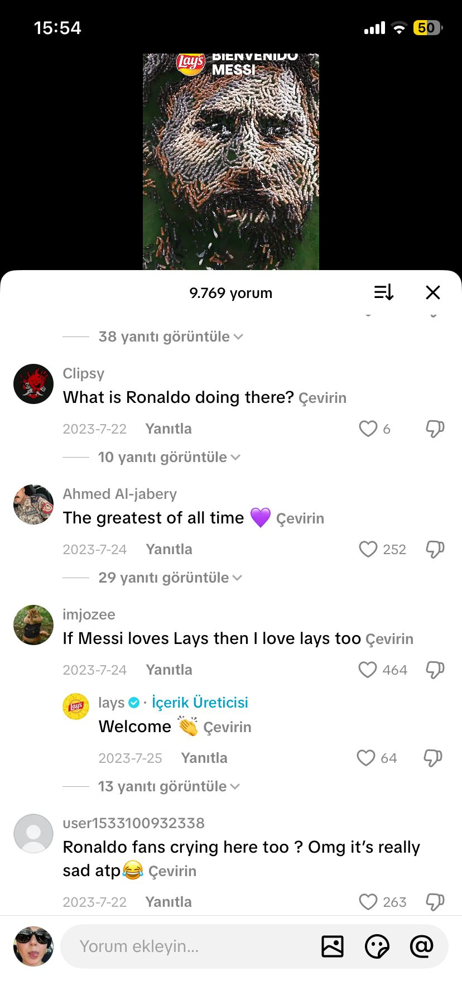 15:54
50
Lay's
BIENVENIDO
MESSI
9.769 yorum
38 yanıtı görüntüle
Clipsy
What is Ronaldo doing there? Çevirin
2023-7-22 Yanıtla 6
10 yanıtı görüntüle
Ahmed Al-jabery
The greatest of all time 💜 Çevirin
2023-7-24 Yanıtla 252
29 yanıtı görüntüle
imjozee
If Messi loves Lays then I love lays too Çevirin
2023-7-24 Yanıtla 464
Lay's
lays · İçerik Üreticisi
Welcome 👏 Çevirin
2023-7-25 Yanıtla 64
13 yanıtı görüntüle
user1533100932338
Ronaldo fans crying here too ? Omg it’s really
sad atp😂 Çevirin
2023-7-22 Yanıtla 263
Yorum ekleyin...